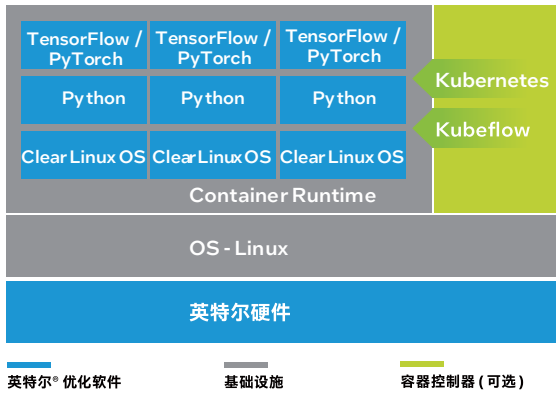 TensorFlow / PyTorch
TensorFlow / PyTorch
TensorFlow / PyTorch
Python
Python
Python
Clear Linux OS
Clear Linux OS
Clear Linux OS
Container Runtime
Kubernetes
Kubeflow
OS - Linux
英特尔硬件
英特尔® 优化软件
基础设施
容器控制器 ( 可选 )